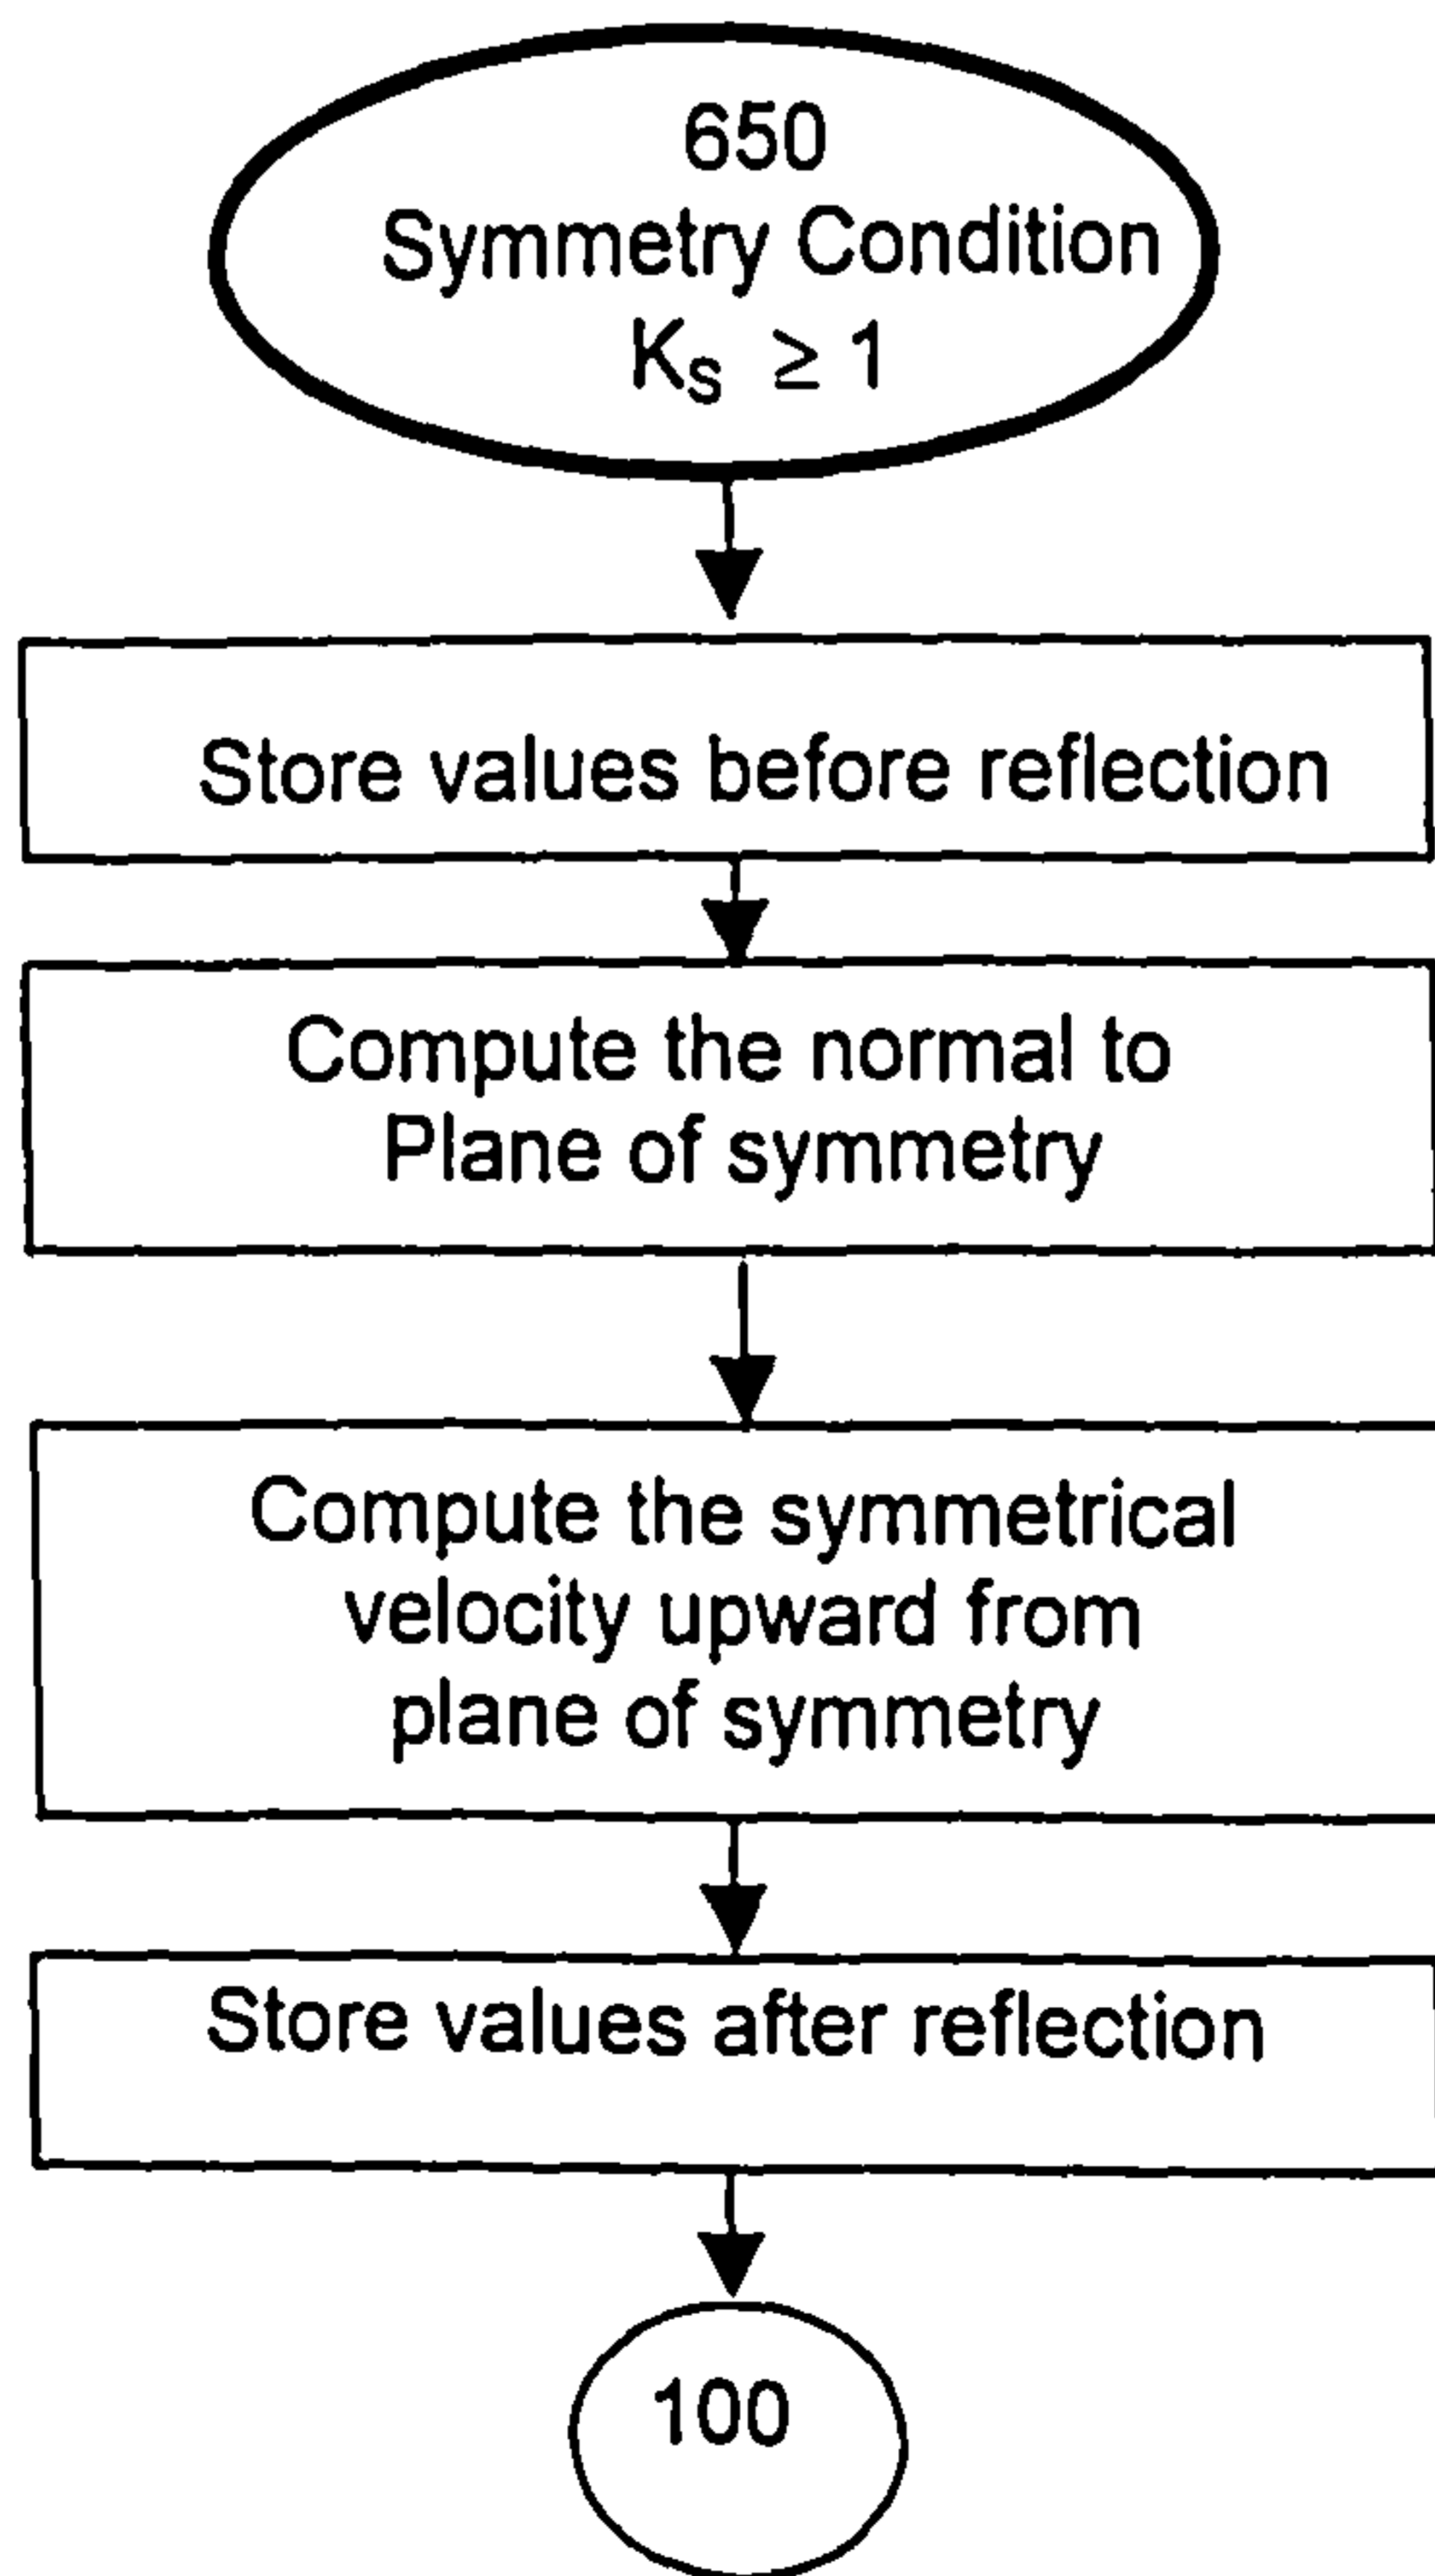 650
Symmetry Condition
Ks ≥ 1
Store values before reflection
Compute the normal to
Plane of symmetry
Compute the symmetrical
velocity upward from
plane of symmetry
Store values after reflection
100